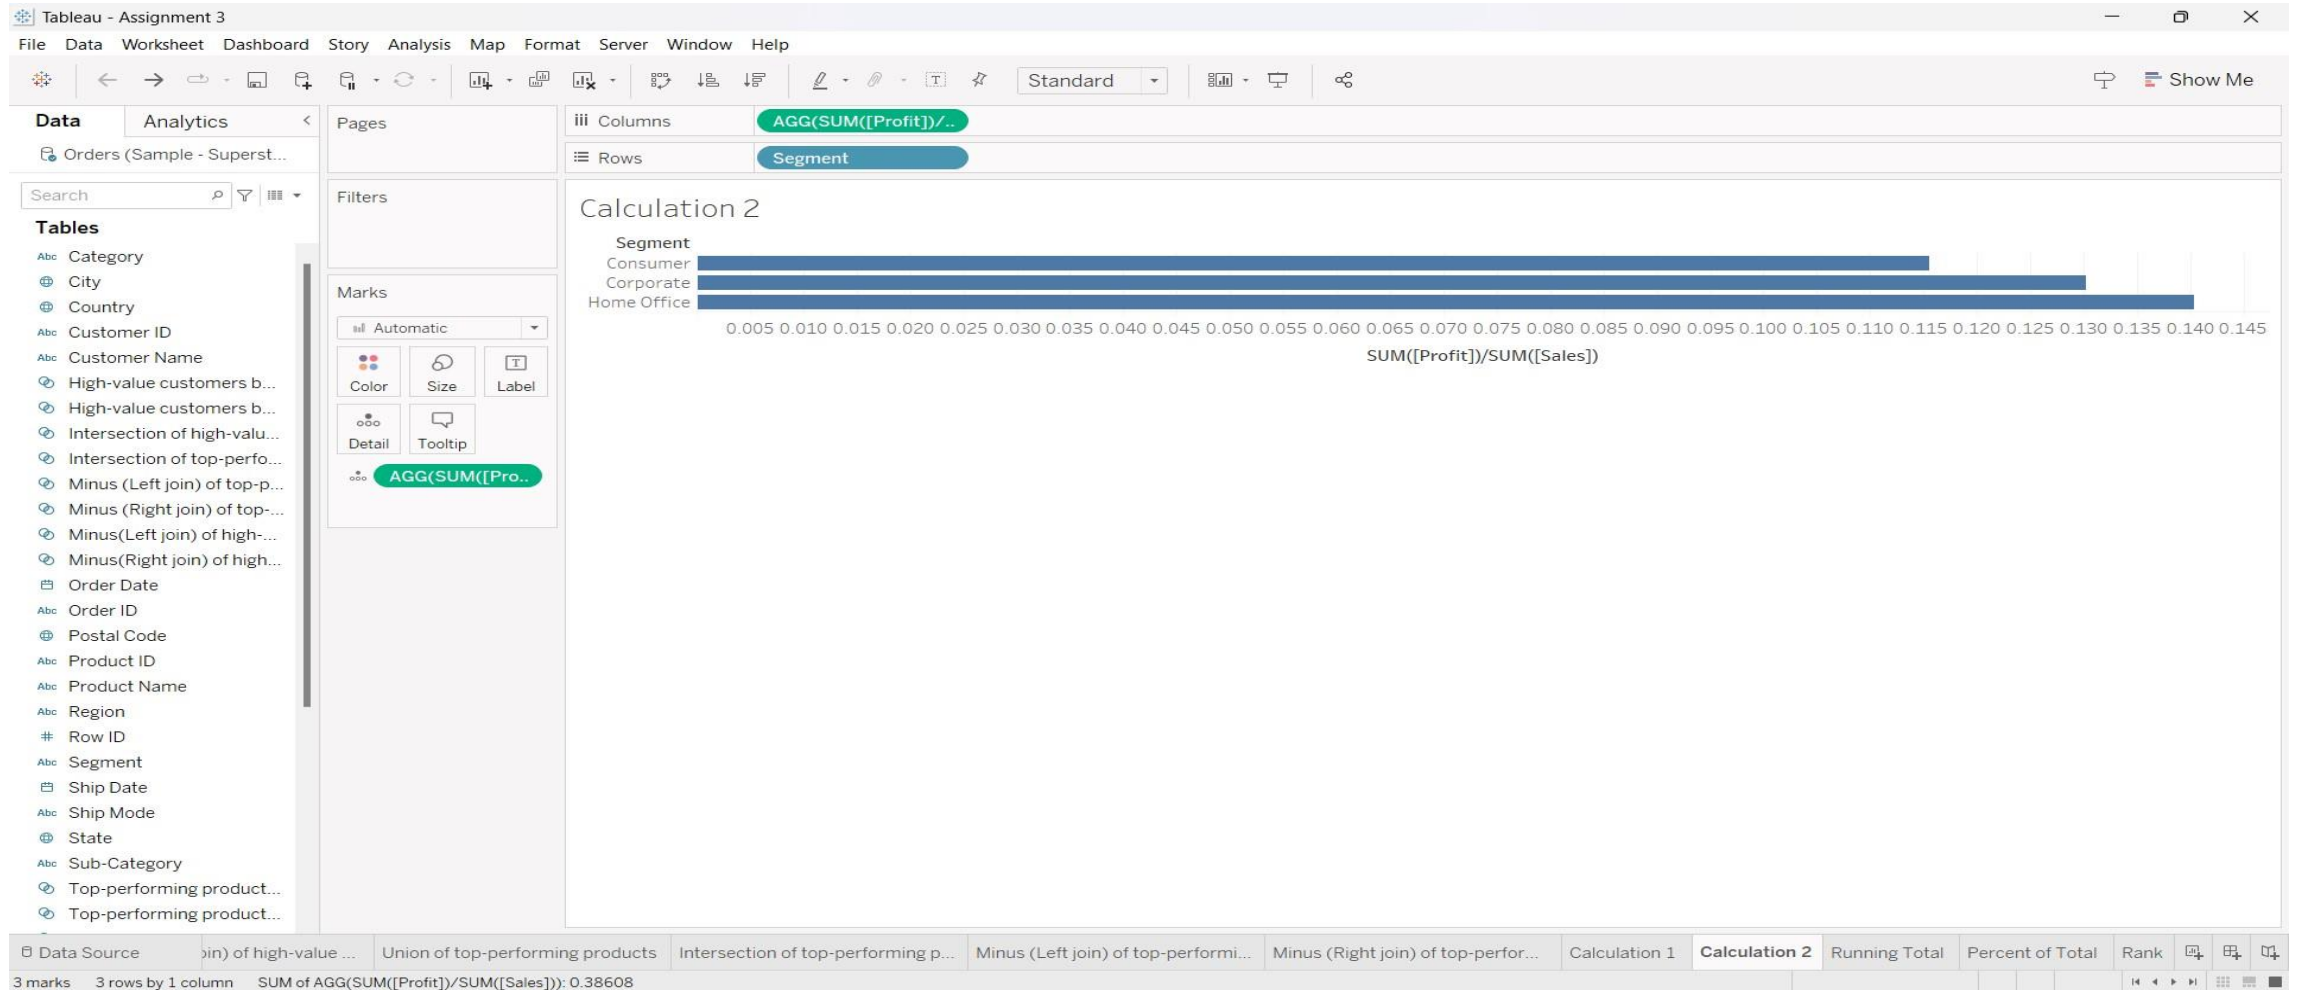 Tableau - Assignment 3
File Data Worksheet Dashboard Story Analysis Map Format Server Window Help
Standard
Show Me
Data Analytics
Orders (Sample - Superst...
Search
Tables
Abc Category
City
Country
Abc Customer ID
Abc Customer Name
High-value customers b...
High-value customers b...
Intersection of high-valu...
Intersection of top-perfo...
Minus (Left join) of top-p...
Minus (Right join) of top-...
Minus(Left join) of high-...
Minus(Right join) of high...
Order Date
Abc Order ID
Postal Code
Abc Product ID
Abc Product Name
Abc Region
# Row ID
Abc Segment
Ship Date
Abc Ship Mode
State
Abc Sub-Category
Top-performing product...
Top-performing product...
Pages
Filters
Marks
Automatic
Color Size Label
Detail Tooltip
AGG(SUM([Pro..
iii Columns AGG(SUM([Profit])/..
Rows Segment
Calculation 2
Segment
Consumer
Corporate
Home Office
0.005 0.010 0.015 0.020 0.025 0.030 0.035 0.040 0.045 0.050 0.055 0.060 0.065 0.070 0.075 0.080 0.085 0.090 0.095 0.100 0.105 0.110 0.115 0.120 0.125 0.130 0.135 0.140 0.145
SUM([Profit])/SUM([Sales])
Data Source oin) of high-value ... Union of top-performing products Intersection of top-performing p... Minus (Left join) of top-performi... Minus (Right join) of top-perfor... Calculation 1 Calculation 2 Running Total Percent of Total Rank
3 marks 3 rows by 1 column SUM of AGG(SUM([Profit])/SUM([Sales])): 0.38608